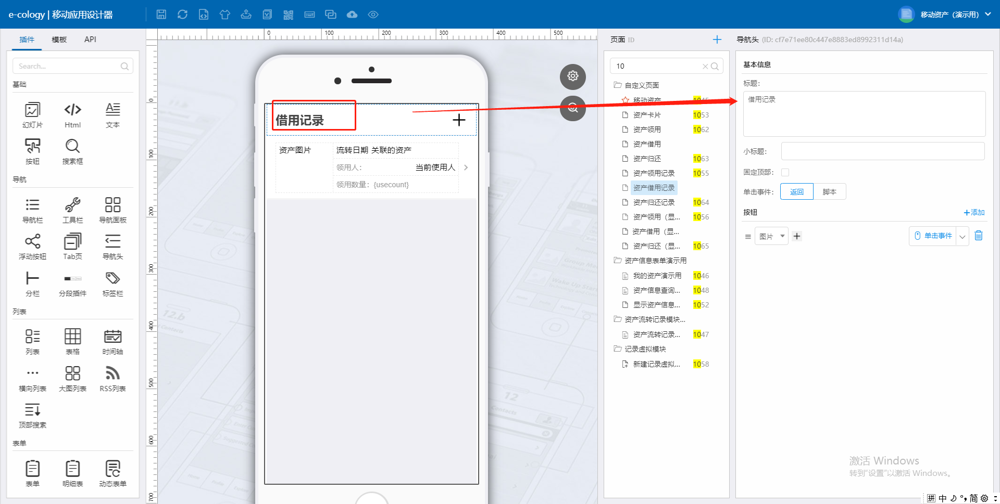 e-cology | 移动应用设计器
移动资产（演示用）
插件 模板 API
Search...
基础
幻灯片 Html 文本
按钮 搜索框
导航
导航栏 工具栏 导航面板
浮动按钮 Tab页 导航头
分栏 分段插件 标签栏
列表
列表 表格 时间轴
横向列表 大图列表 RSS列表
顶部搜索
表单
表单 明细表 动态表单
0 100 200 300 400 500
0
100
200
300
400
500
600
700
借用记录
资产图片
流转日期 关联的资产
领用人：
当前使用人
领用数量：{usecount}
页面 ID
10
自定义页面
移动资产 1045
资产卡片 1053
资产领用 1062
资产借用
资产归还 1063
资产领用记录 1055
资产借用记录
资产归还记录 1064
资产领用（显... 1056
资产借用（显...
资产归还（显... 1065
资产信息表单演示用
我的资产演示用 1046
资产信息查询... 1048
显示资产信息... 1052
资产流转记录模块...
资产流转记录... 1047
记录虚拟模块
新建记录虚拟... 1058
导航头 (ID: cf7e71ee80c447e8883ed8992311d14a)
基本信息
标题：
借用记录
小标题：
固定顶部：
单击事件： 返回 脚本
按钮 +添加
图片 单击事件
激活 Windows
转到"设置"以激活 Windows。
拼 中 简